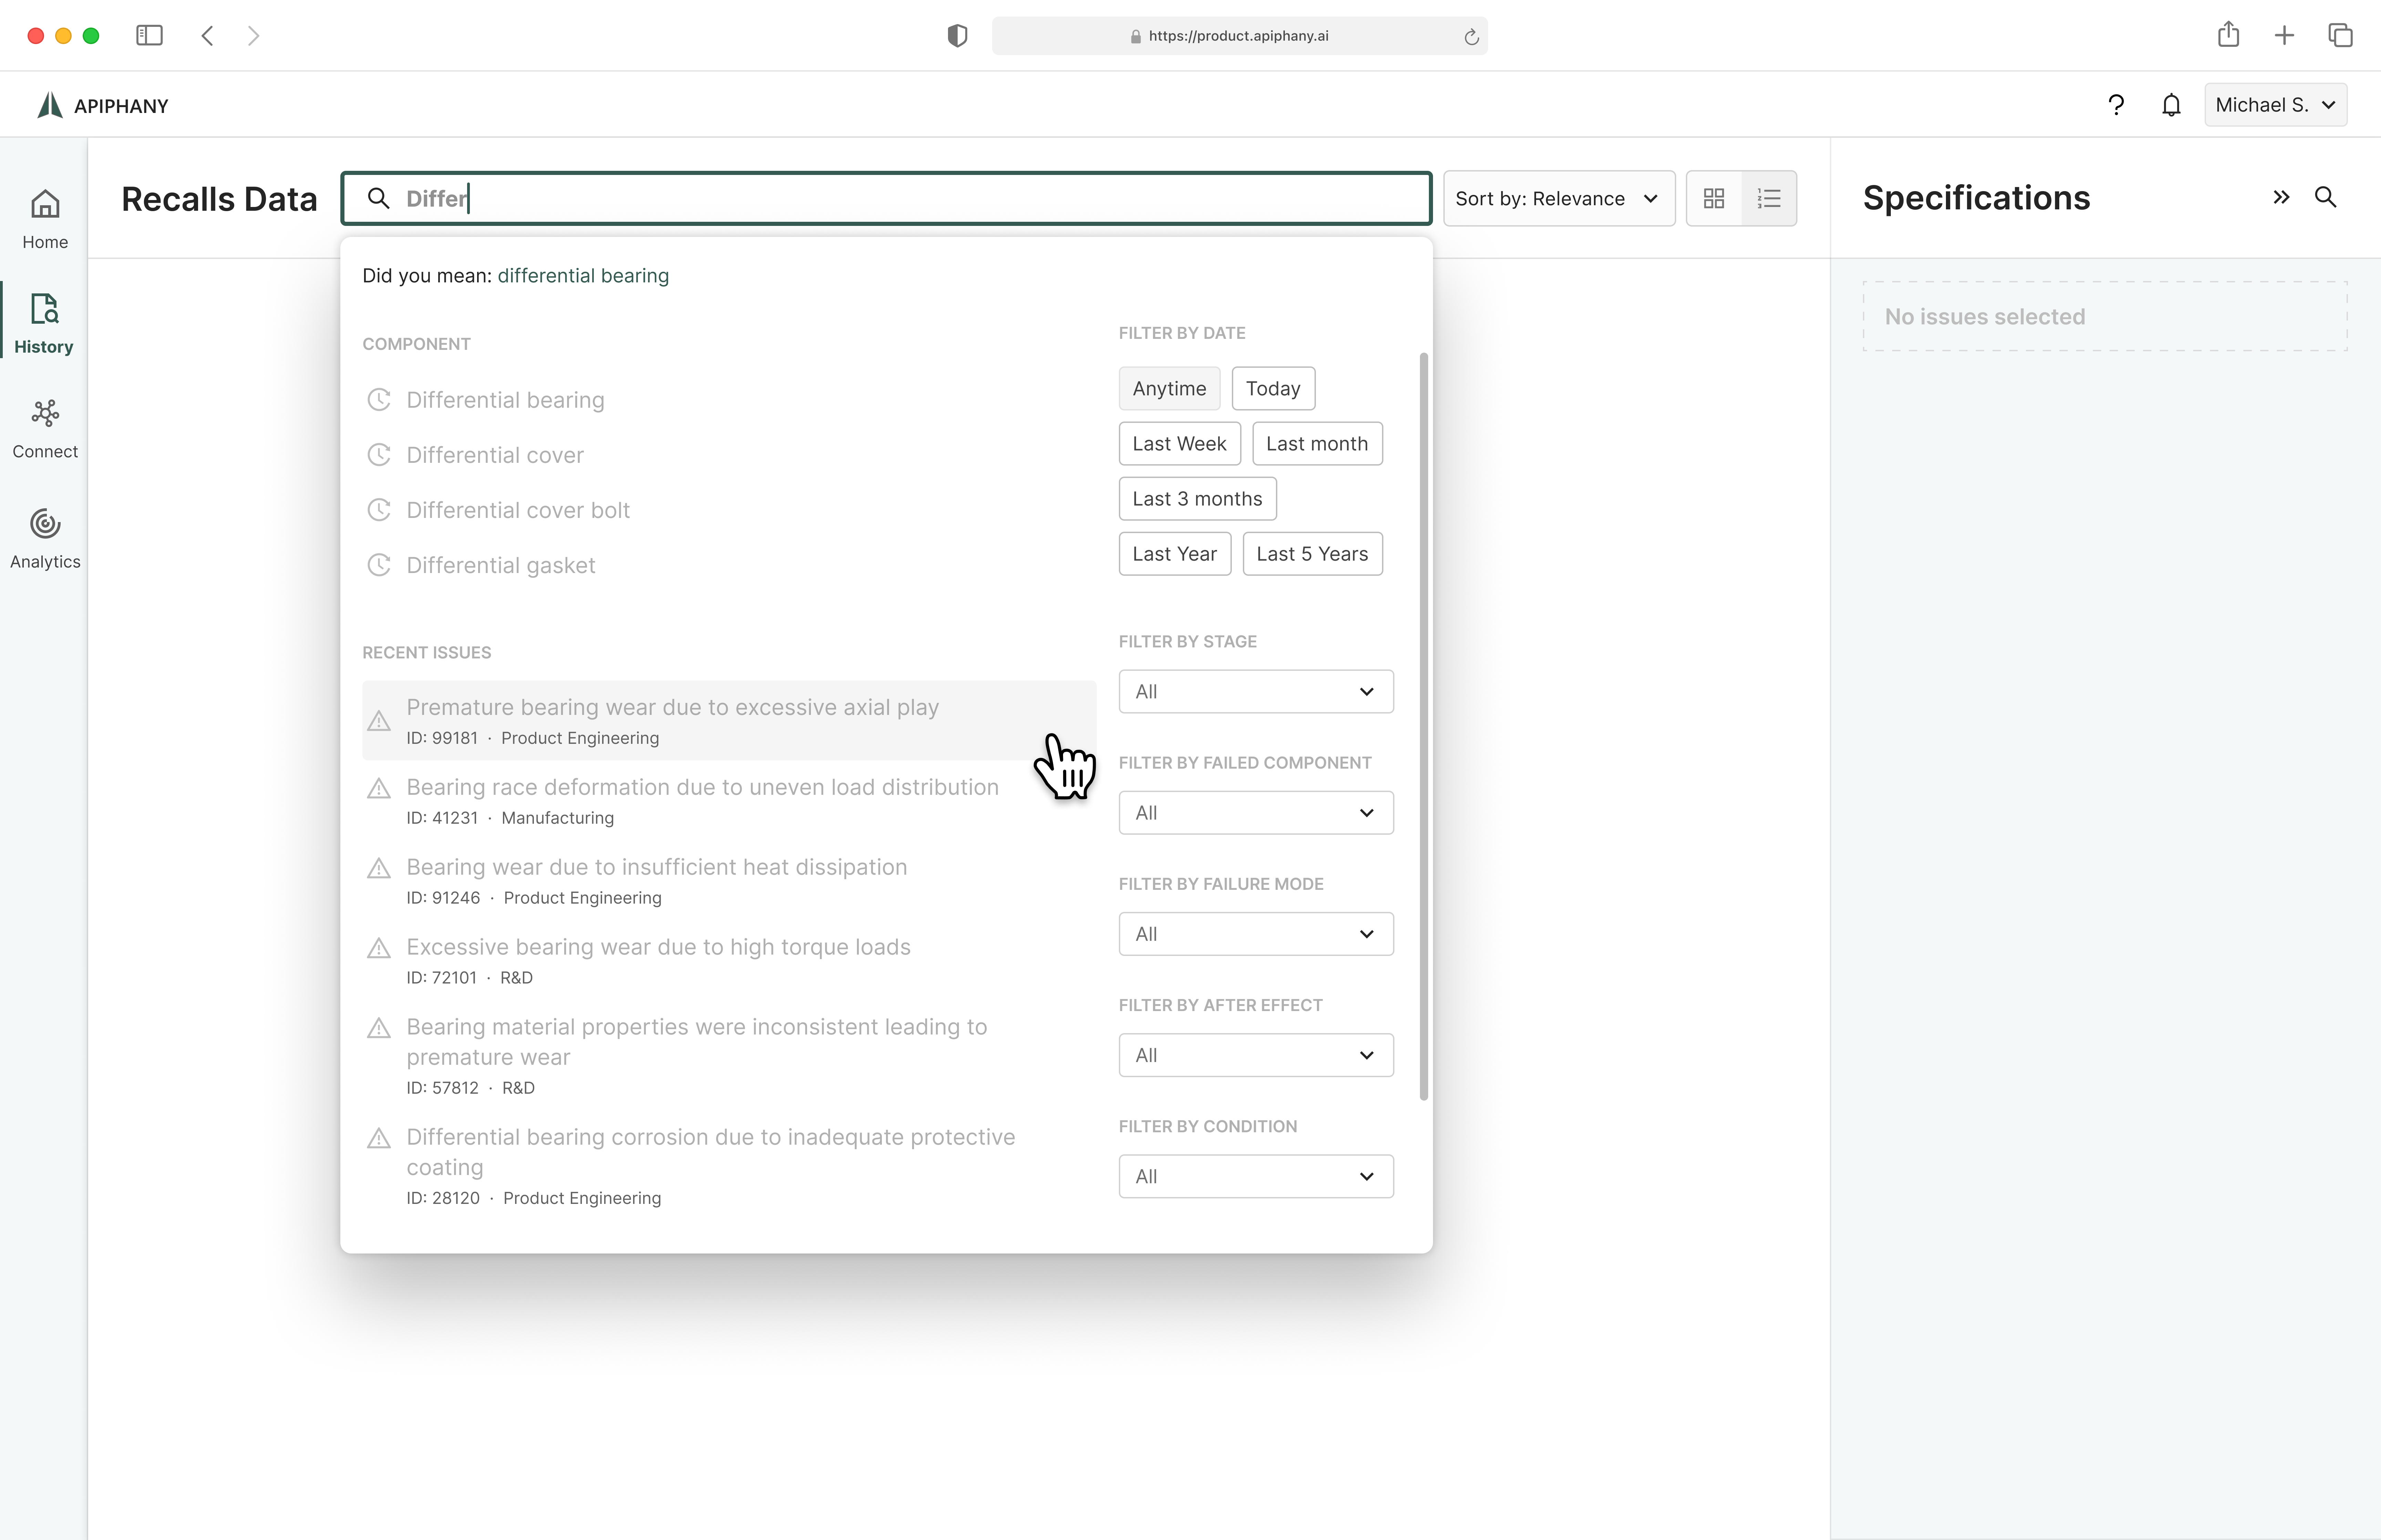 https://product.apiphany.ai
APIPHANY
Michael S.
Home
History
Connect
Analytics
Recalls Data
Differ
Sort by: Relevance
Did you mean: differential bearing
COMPONENT
Differential bearing
Differential cover
Differential cover bolt
Differential gasket
RECENT ISSUES
Premature bearing wear due to excessive axial play
ID: 99181 · Product Engineering
Bearing race deformation due to uneven load distribution
ID: 41231 · Manufacturing
Bearing wear due to insufficient heat dissipation
ID: 91246 · Product Engineering
Excessive bearing wear due to high torque loads
ID: 72101 · R&D
Bearing material properties were inconsistent leading to
premature wear
ID: 57812 · R&D
Differential bearing corrosion due to inadequate protective
coating
ID: 28120 · Product Engineering
FILTER BY DATE
Anytime Today
Last Week Last month
Last 3 months
Last Year Last 5 Years
FILTER BY STAGE
All
FILTER BY FAILED COMPONENT
All
FILTER BY FAILURE MODE
All
FILTER BY AFTER EFFECT
All
FILTER BY CONDITION
All
Specifications
No issues selected